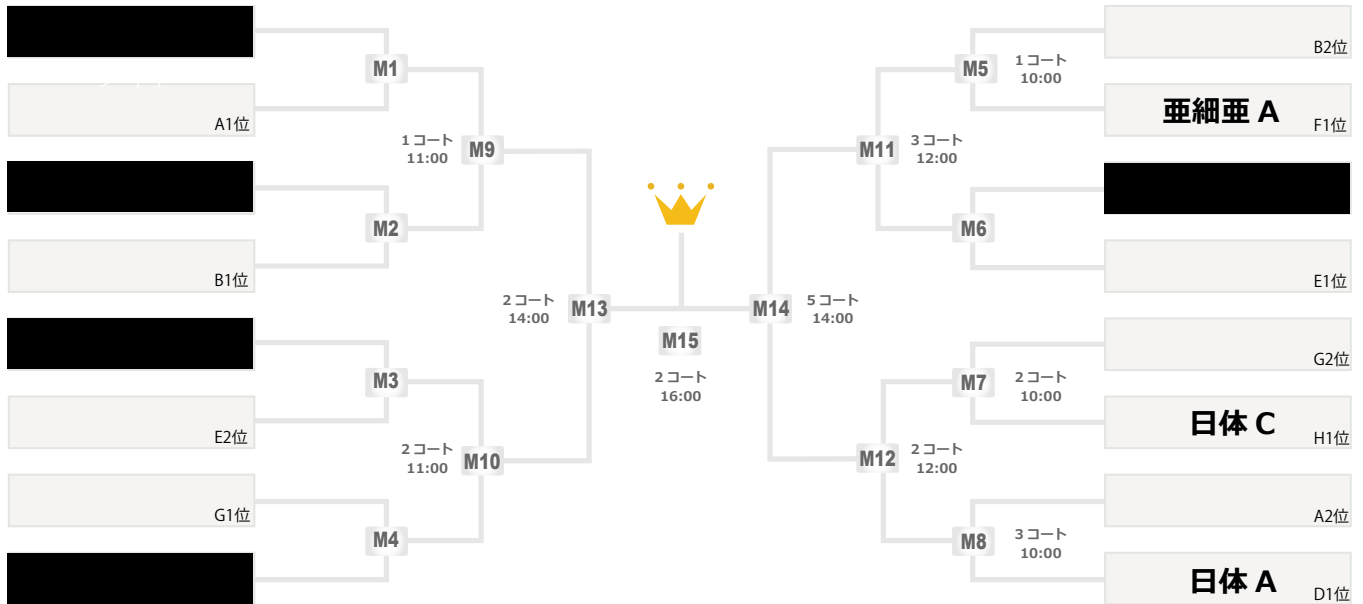 M1
A1位
1コート
11:00
M9
M2
B1位
2コート
14:00
M13
M3
E2位
2コート
11:00
M10
G1位
M4
M15
2コート
16:00
B2位
M5
1コート
10:00
亜細亜 A
F1位
M11
3コート
12:00
M6
E1位
M14
5コート
14:00
G2位
M7
2コート
10:00
日体 C
H1位
M12
2コート
12:00
A2位
M8
3コート
10:00
日体 A
D1位